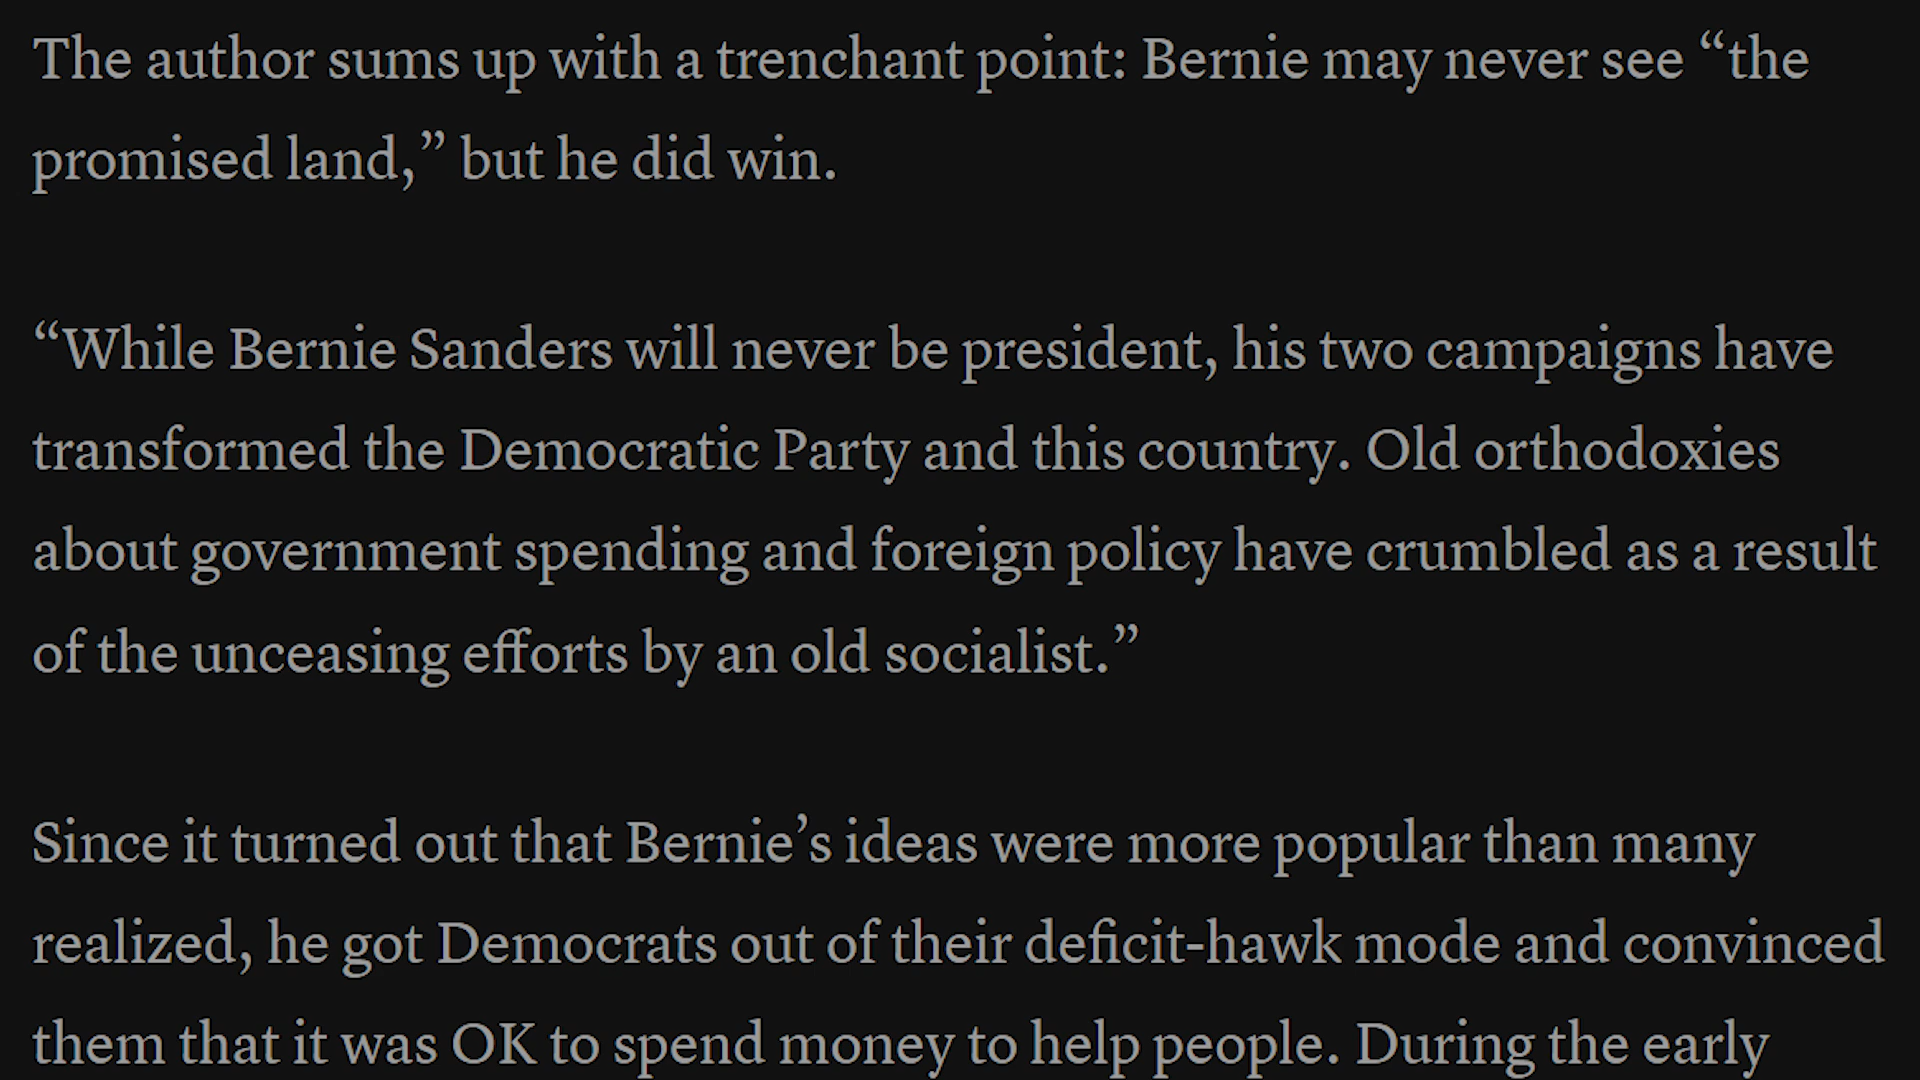 The author sums up with a trenchant point: Bernie may never see “the
promised land,” but he did win.
“While Bernie Sanders will never be president, his two campaigns have
transformed the Democratic Party and this country. Old orthodoxies
about government spending and foreign policy have crumbled as a result
of the unceasing efforts by an old socialist.”
Since it turned out that Bernie’s ideas were more popular than many
realized, he got Democrats out of their deficit-hawk mode and convinced
them that it was OK to spend money to help people. During the early